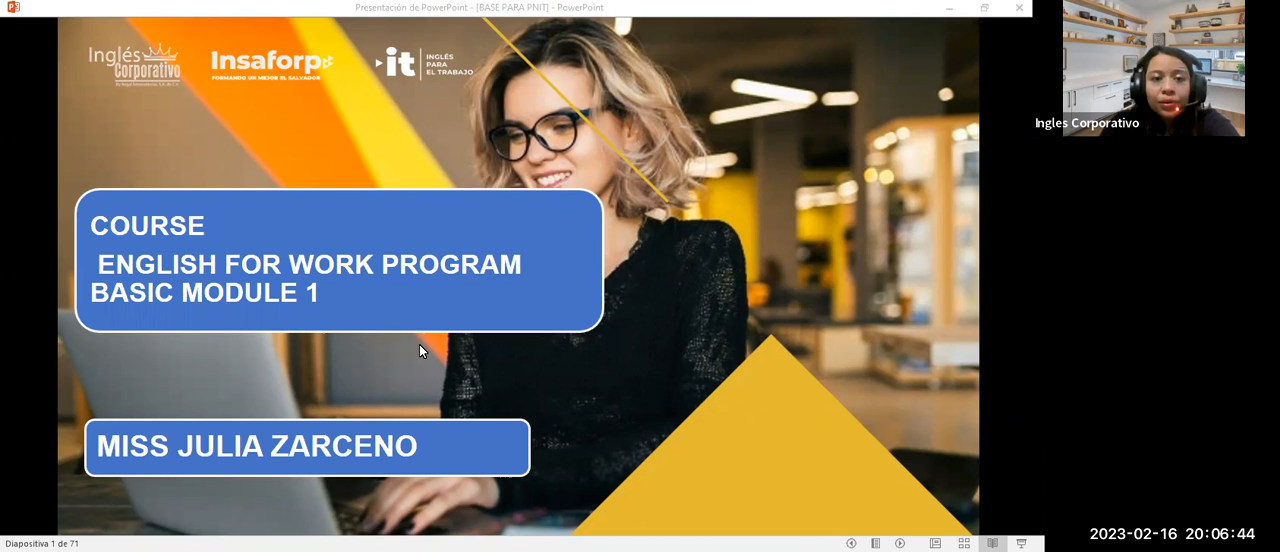 Presentación de PowerPoint - [BASE PARA PNIT] - PowerPoint
Inglés
Corporativo
Insaforp
FORMANDO UN MEJOR EL SALVADOR
it
INGLÉS
PARA
EL TRABAJO
COURSE
ENGLISH FOR WORK PROGRAM
BASIC MODULE 1
MISS JULIA ZARCENO
Ingles Corporativo
2023-02-16 20:06:44
Diapositiva 1 de 71